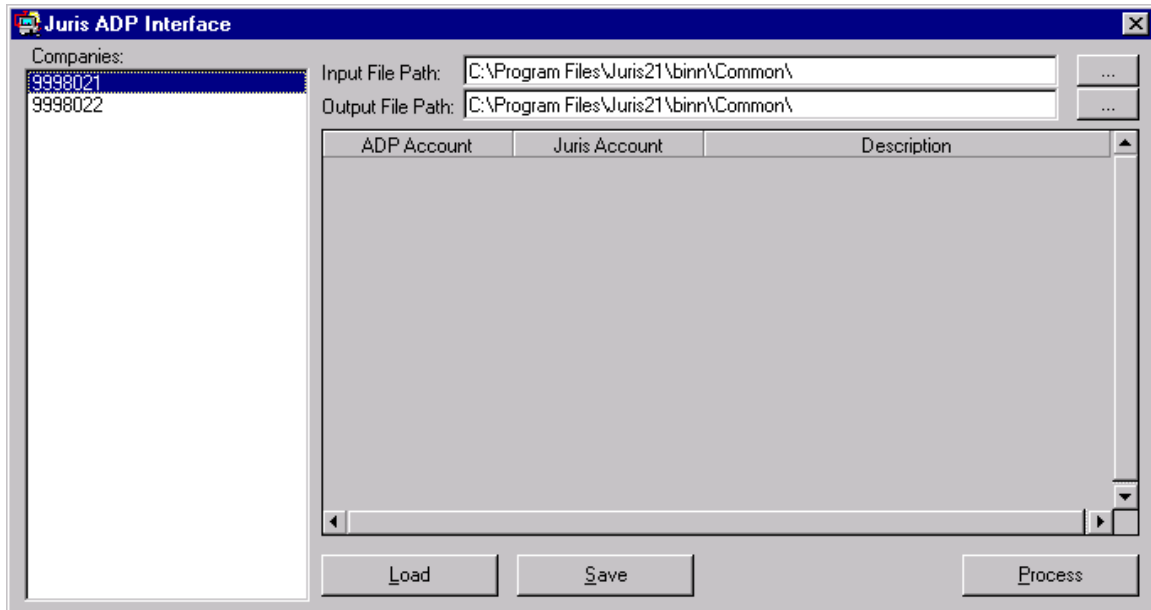 Juris ADP Interface
Companies:
9998021
9998022
Input File Path: C:\Program Files\Juris21\binn\Common\ ...
Output File Path: C:\Program Files\Juris21\binn\Common\ ...
ADP Account Juris Account Description
Load Save Process